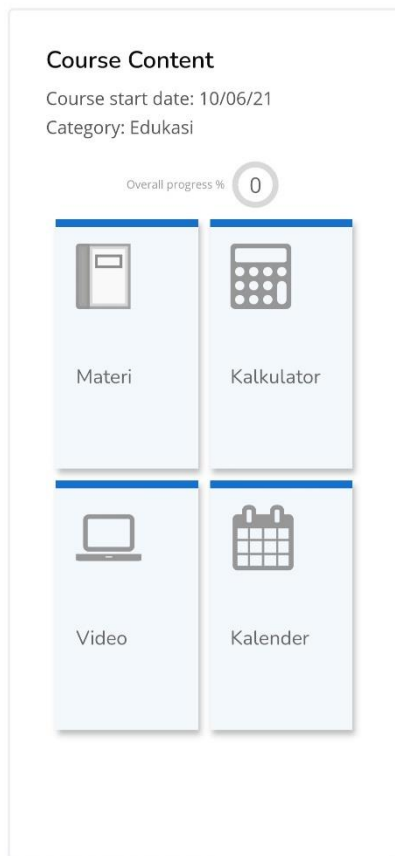 Course Content
Course start date: 10/06/21
Category: Edukasi
Overall progress % 0
Materi
Kalkulator
Video
Kalender